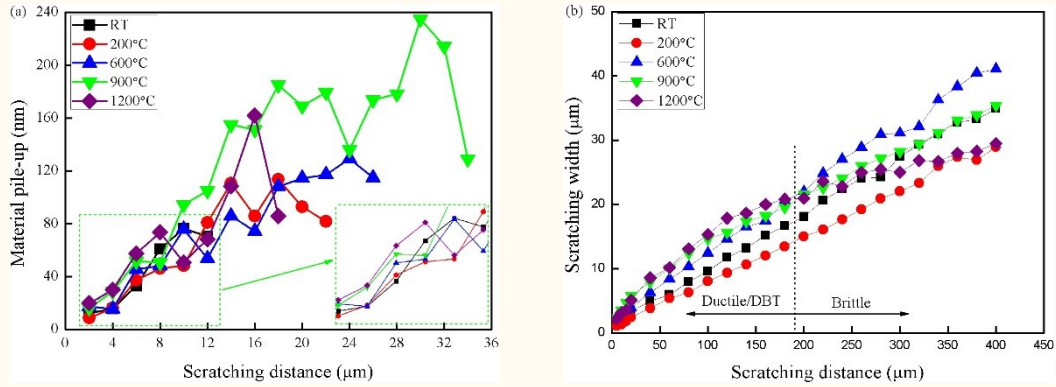 (a)
Material pile-up (nm)
240
200
160
120
80
40
0
RT
200°C
600°C
900°C
1200°C
0 4 8 12 16 20 24 28 32 36
Scratching distance (μm)
(b)
Scratching width (μm)
50
40
30
20
10
0
RT
200°C
600°C
900°C
1200°C
Ductile/DBT
Brittle
0 50 100 150 200 250 300 350 400 450
Scratching distance (μm)